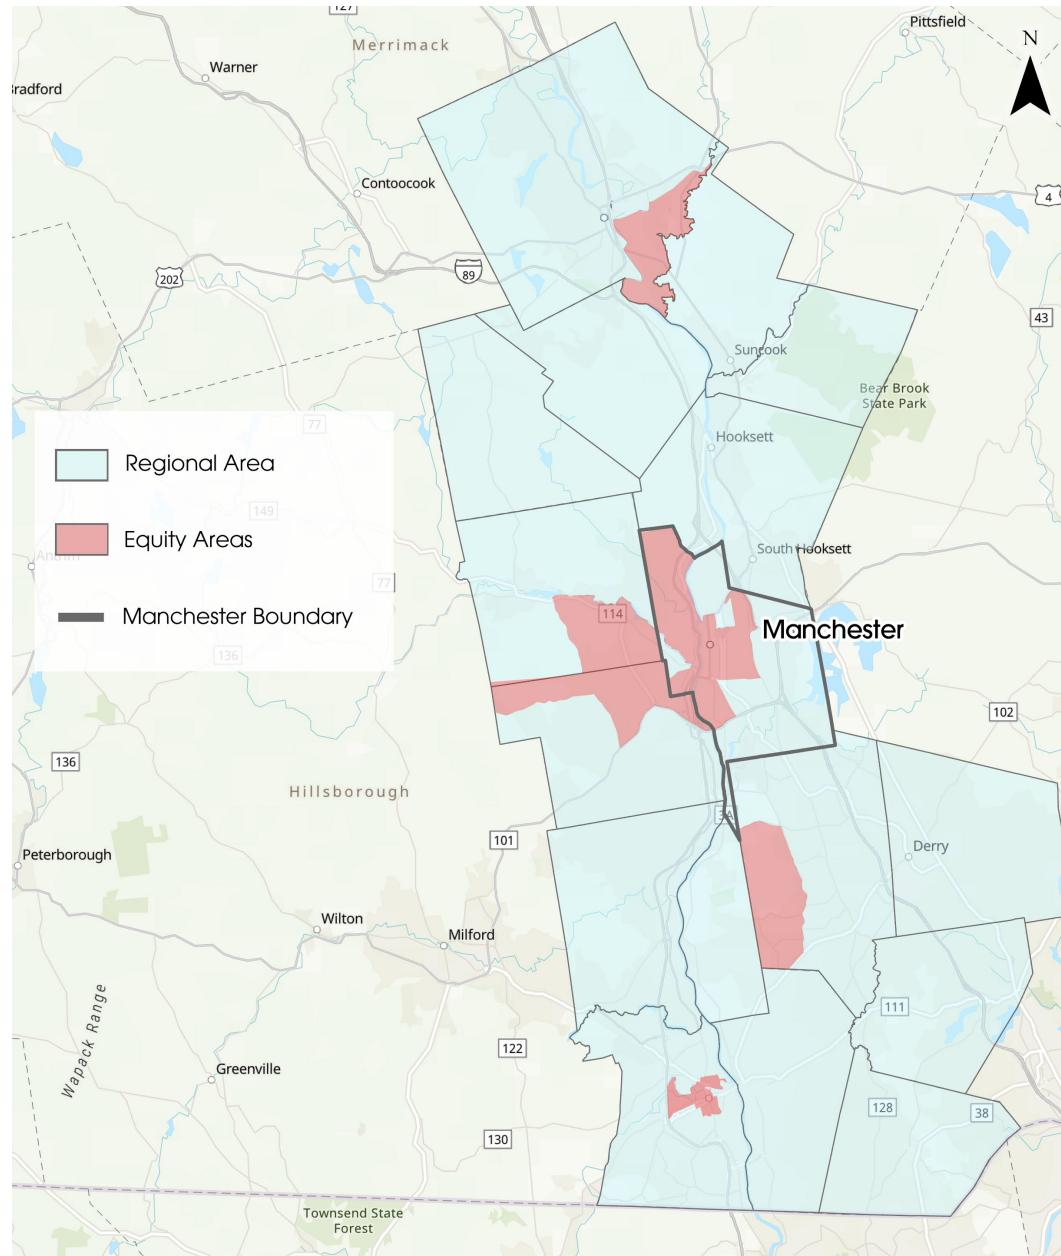 127
Pittsfield
Merrimack
N
Warner
Bradford
Contoocook
4
89
202
43
Suncook
Bear Brook
State Park
77
Hooksett
Regional Area
149
Equity Areas
South Hooksett
Antrim
77
114
Manchester Boundary
Manchester
136
102
136
Hillsborough
3A
101
Derry
Peterborough
Wilton
Milford
111
Wapack Range
122
Greenville
128
38
130
Townsend State
Forest